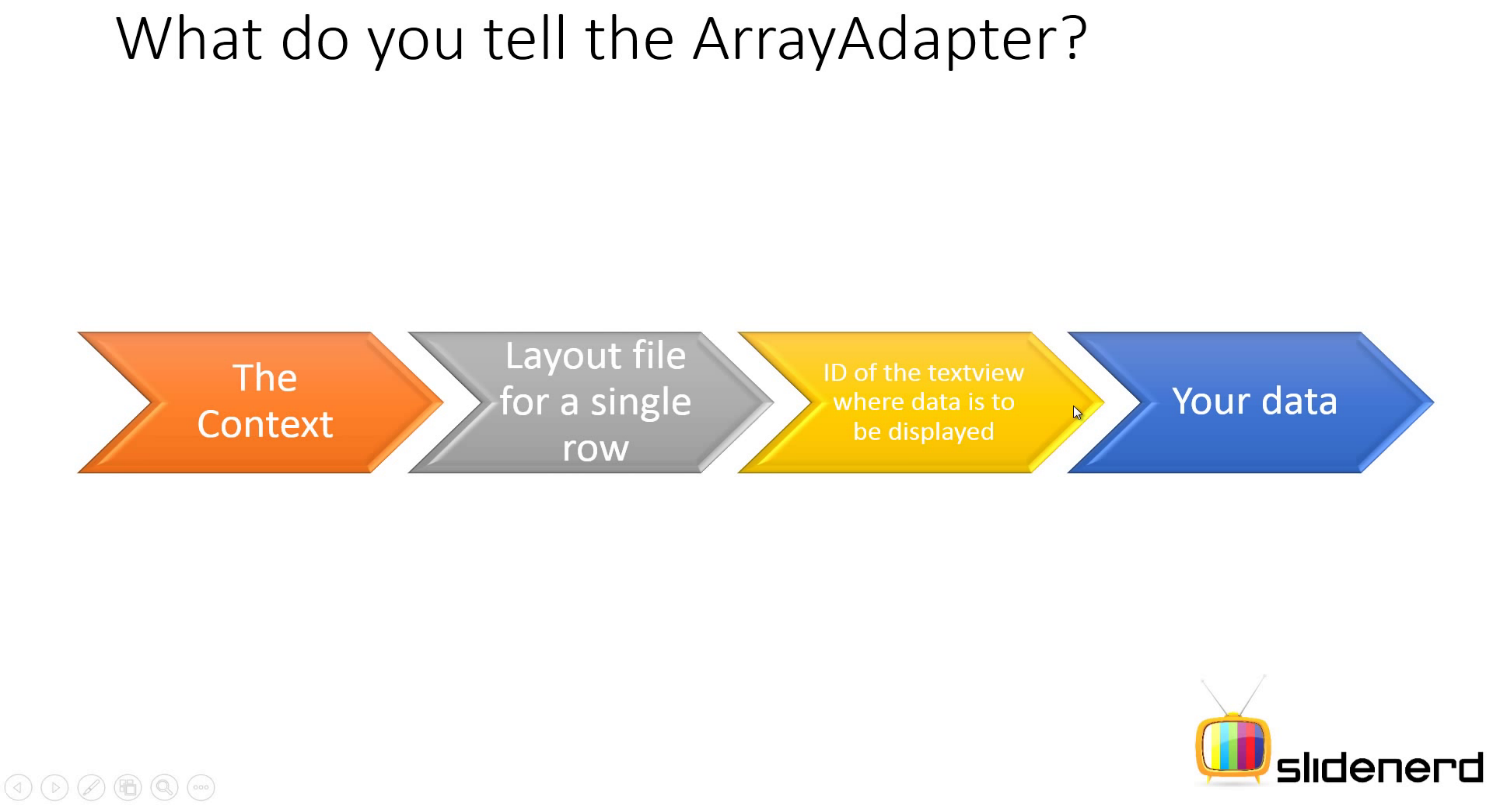 What do you tell the ArrayAdapter?
The
Context
Layout file
for a single
row
ID of the textview
where data is to
be displayed
Your data
slidenerd